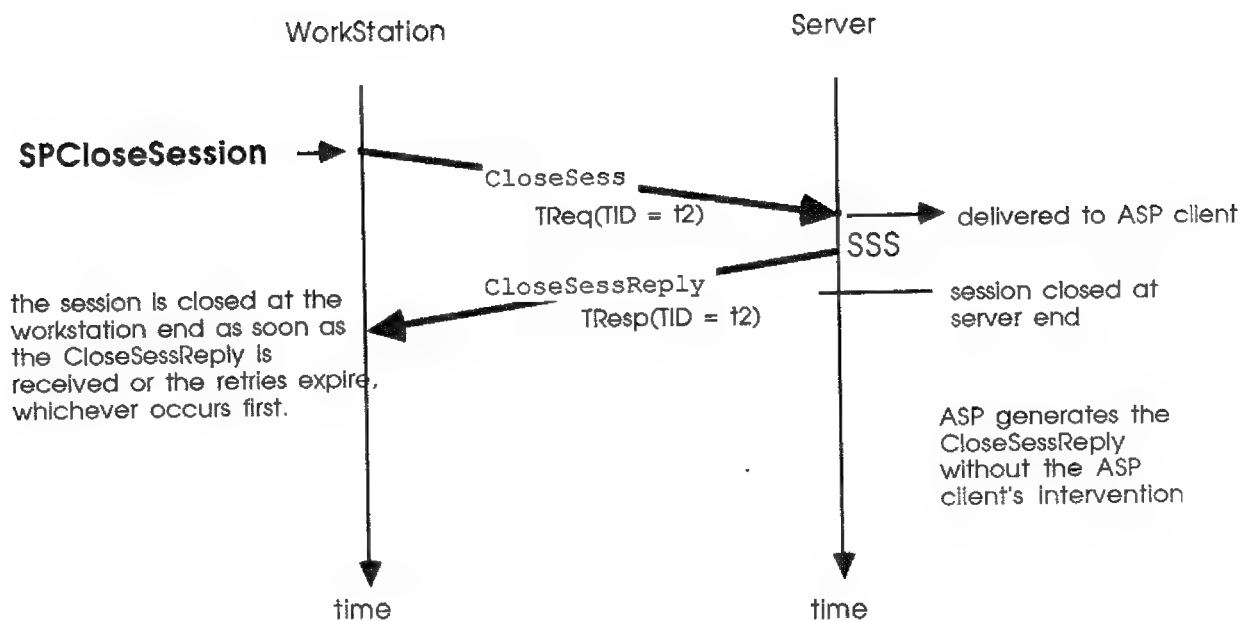 WorkStation
Server
SPCloseSession
CloseSess
TReq(TID = t2)
delivered to ASP client
SSS
CloseSessReply
TResp(TID = t2)
session closed at
server end
the session is closed at the
workstation end as soon as
the CloseSessReply is
received or the retries expire,
whichever occurs first.
ASP generates the
CloseSessReply
without the ASP
client's intervention
time
time